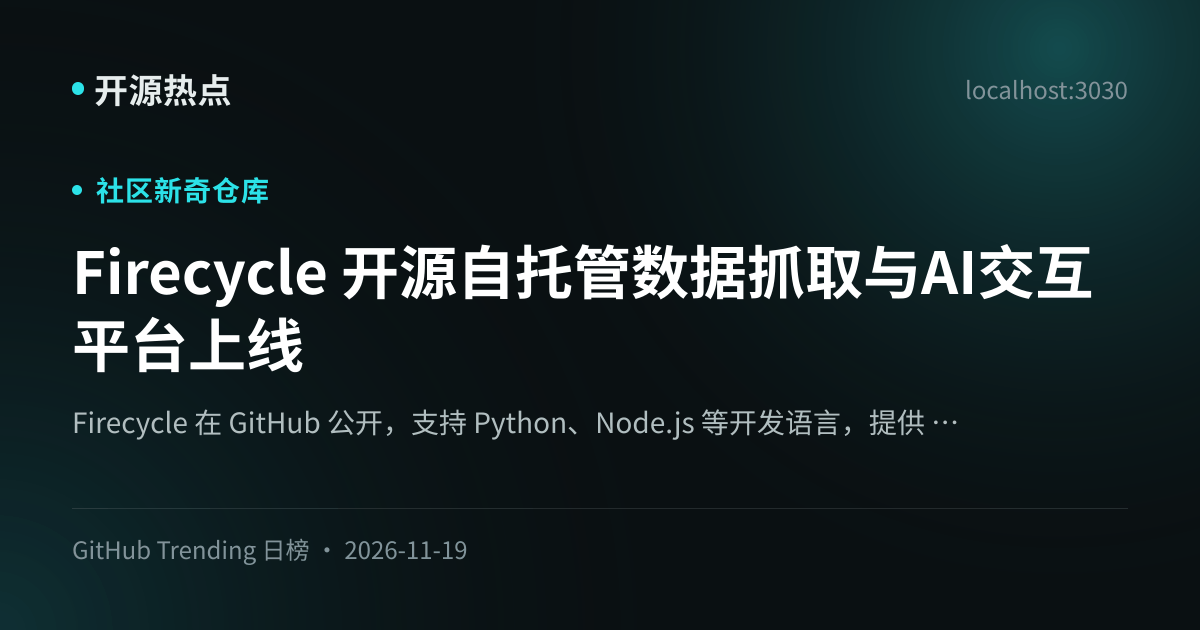 开源热点
localhost:3030
社区新奇仓库
Firecycle 开源自托管数据抓取与AI交互
平台上线
Firecycle 在 GitHub 公开，支持 Python、Node.js 等开发语言，提供 …
GitHub Trending 日榜 · 2026-11-19